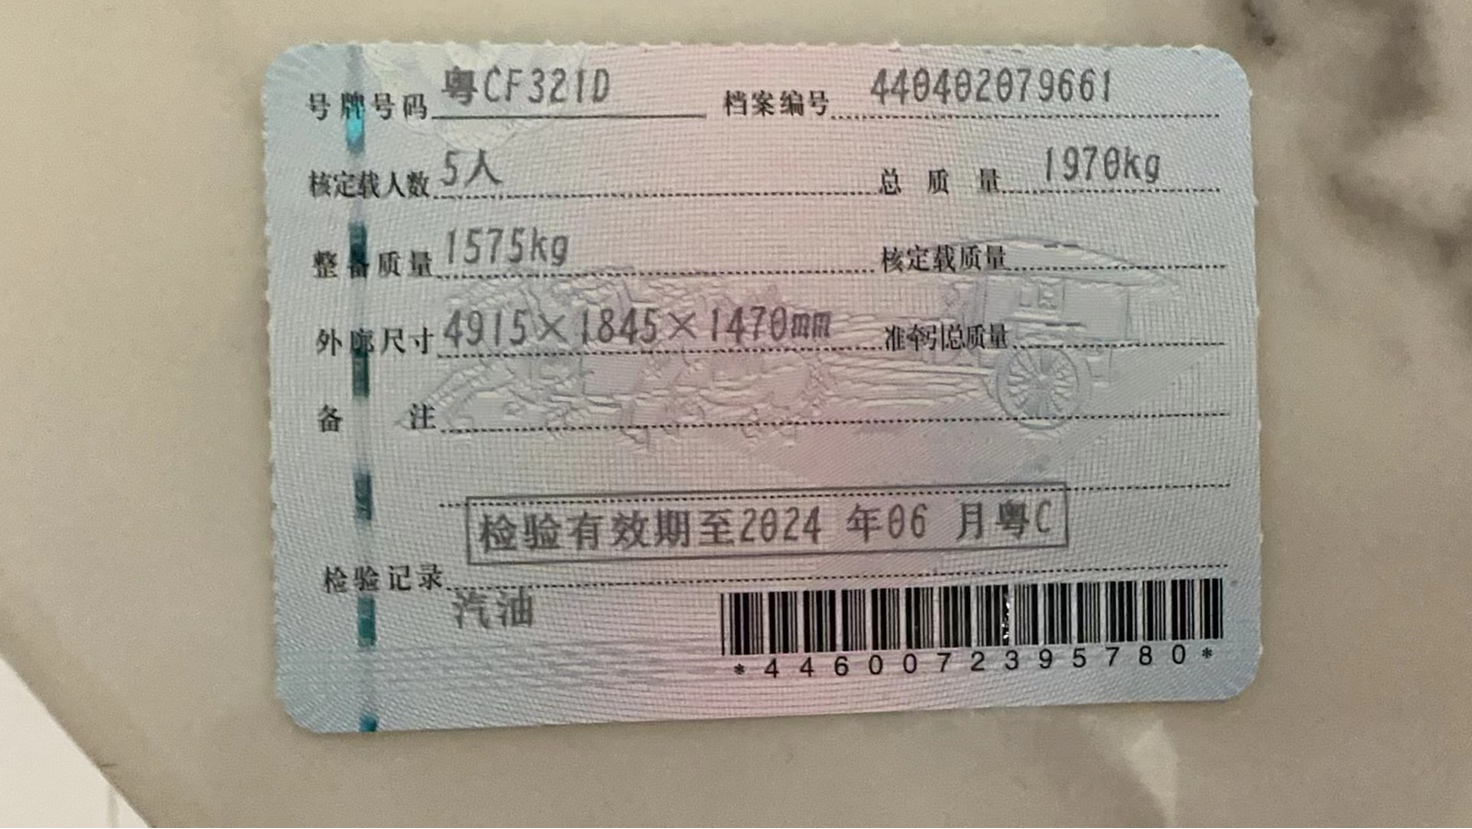 号牌号码 粤CF321D 档案编号 440402079661
核定载人数 5人 总质量 1970kg
整备质量 1575kg 核定载质量
外廓尺寸 4915×1845×1470mm 准牵引总质量
备注
检验有效期至2024 年06 月粤C
检验记录
汽油
*4460072395780*